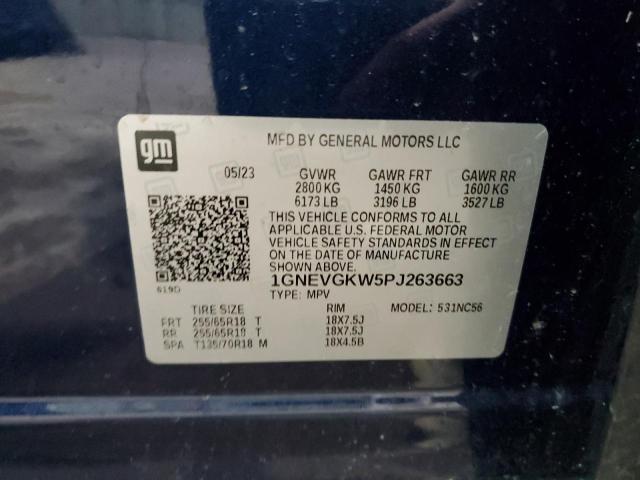 gm
MFD BY GENERAL MOTORS LLC
05/23 GVWR GAWR FRT GAWR RR
2800 KG 1450 KG 1600 KG
6173 LB 3196 LB 3527 LB
THIS VEHICLE CONFORMS TO ALL
APPLICABLE U.S. FEDERAL MOTOR
VEHICLE SAFETY STANDARDS IN EFFECT
ON THE DATE OF MANUFACTURE
SHOWN ABOVE.
619D 1GNEVGKW5PJ263663
TYPE: MPV
TIRE SIZE RIM MODEL: 531NC56
FRT 255/65R18 T 18X7.5J
RR 255/65R18 T 18X7.5J
SPA T135/70R18 M 18X4.5B